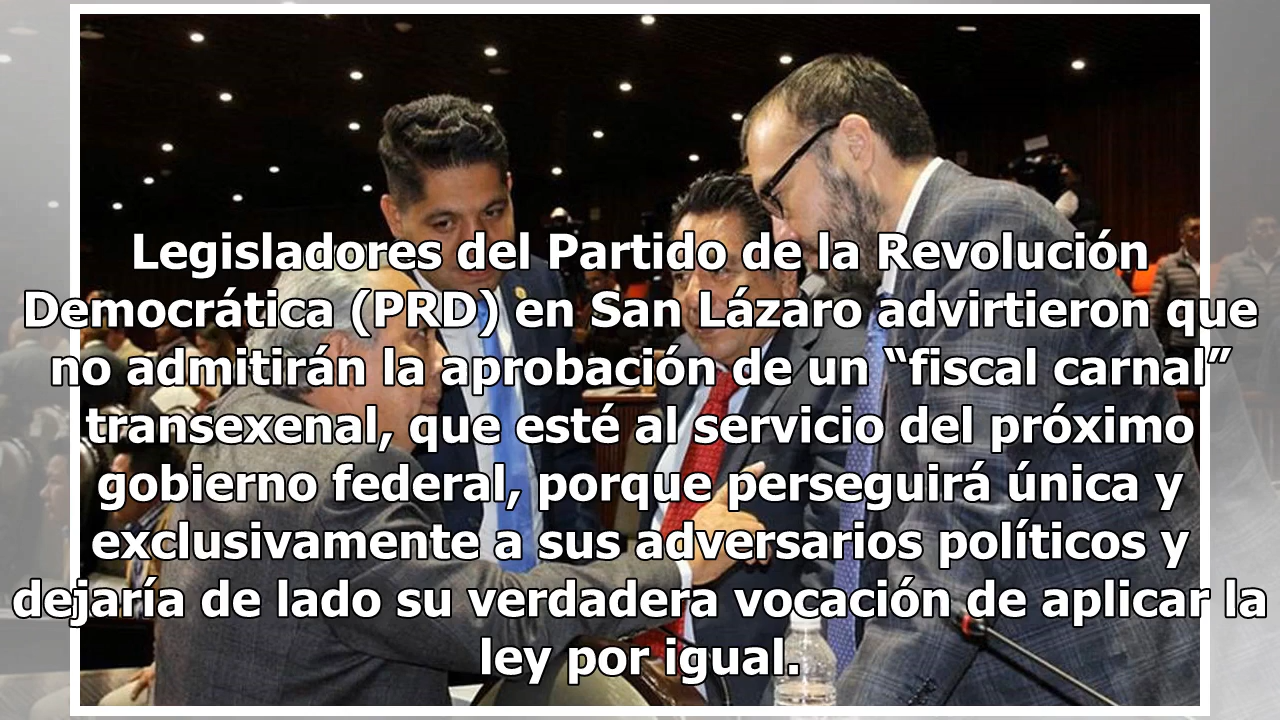 Legisladores del Partido de la Revolución
Democrática (PRD) en San Lázaro advirtieron que
no admitirán la aprobación de un “fiscal carnal”
transexenal, que esté al servicio del próximo
gobierno federal, porque perseguirá única y
exclusivamente a sus adversarios políticos y
dejaría de lado su verdadera vocación de aplicar la
ley por igual.